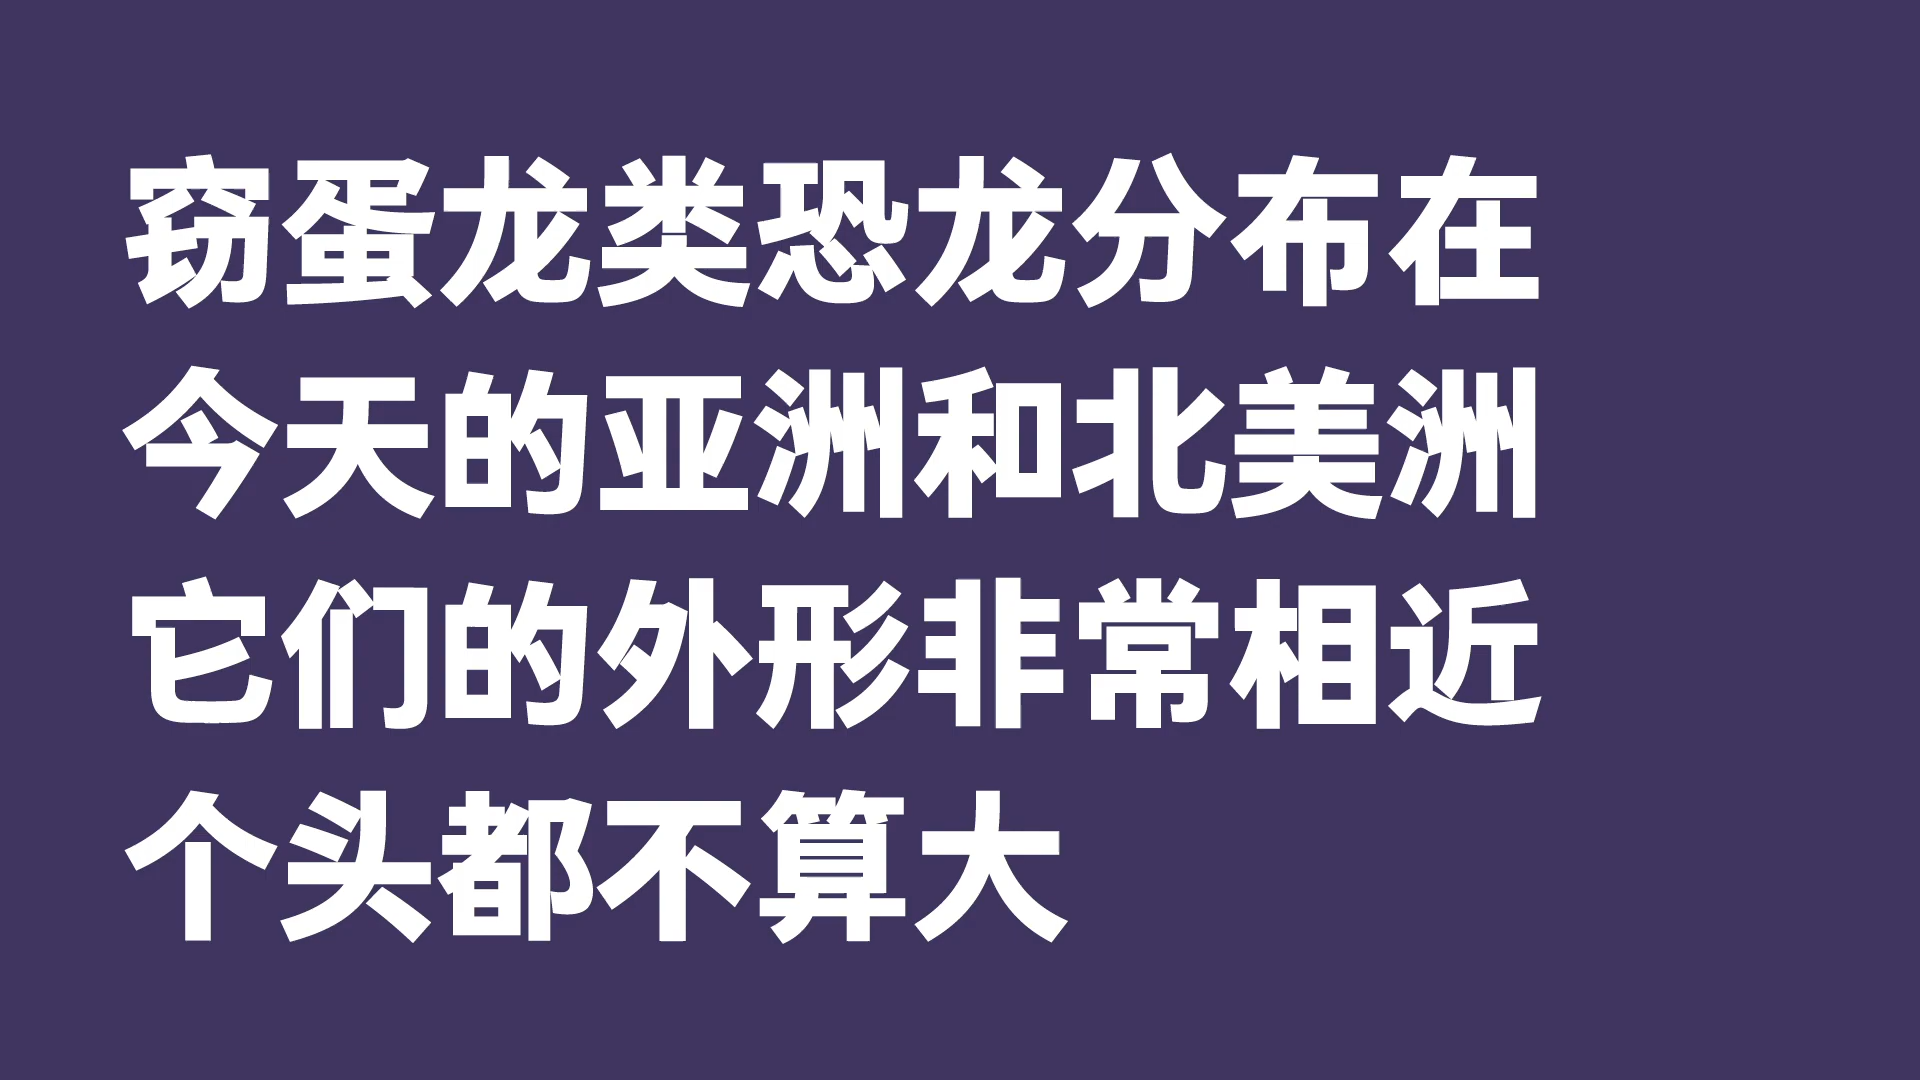 窃蛋龙类恐龙分布在
今天的亚洲和北美洲
它们的外形非常相近
个头都不算大